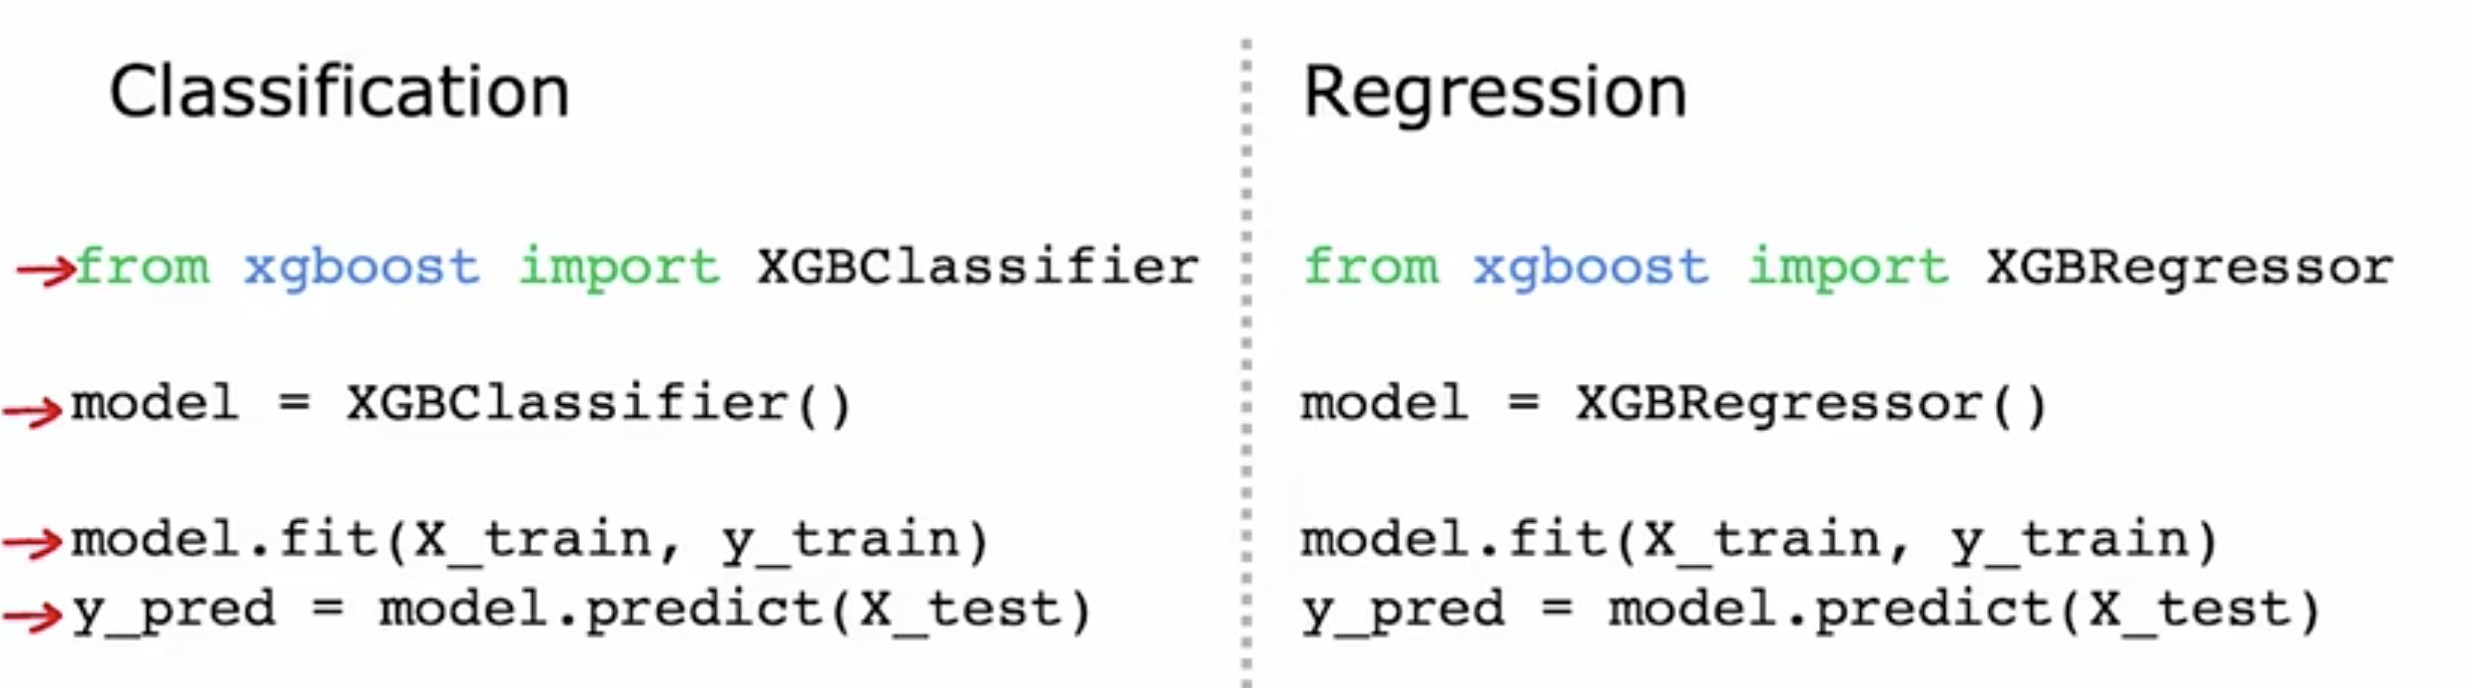 Classification
from xgboost import XGBClassifier
model = XGBClassifier()
model.fit(X_train, y_train)
y_pred = model.predict(X_test)
Regression
from xgboost import XGBRegressor
model = XGBRegressor()
model.fit(X_train, y_train)
y_pred = model.predict(X_test)